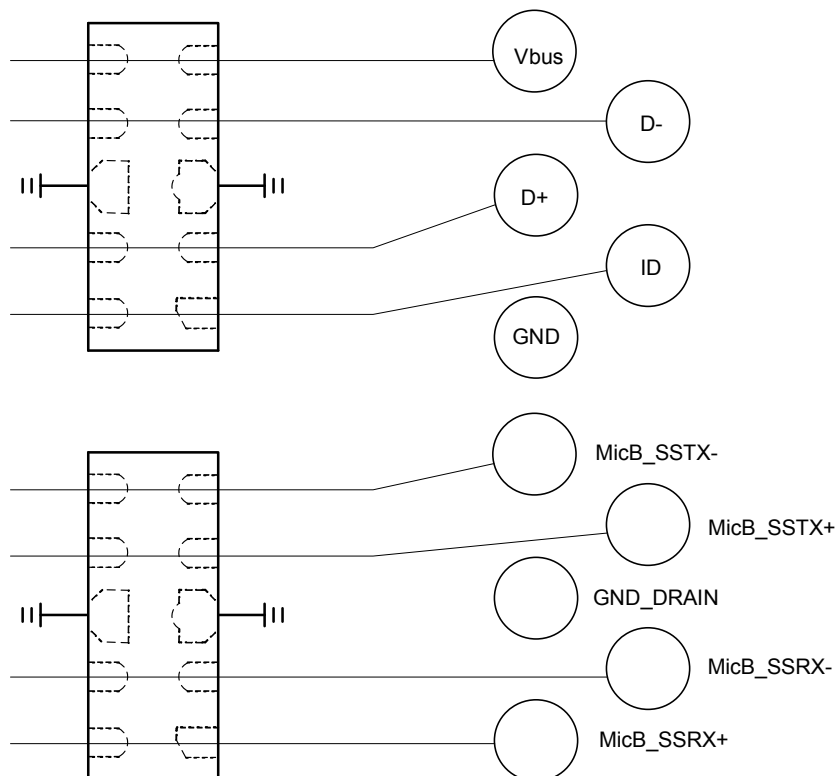 Vbus
D-
D+
ID
GND
MicB_SSTX-
MicB_SSTX+
GND_DRAIN
MicB_SSRX-
MicB_SSRX+